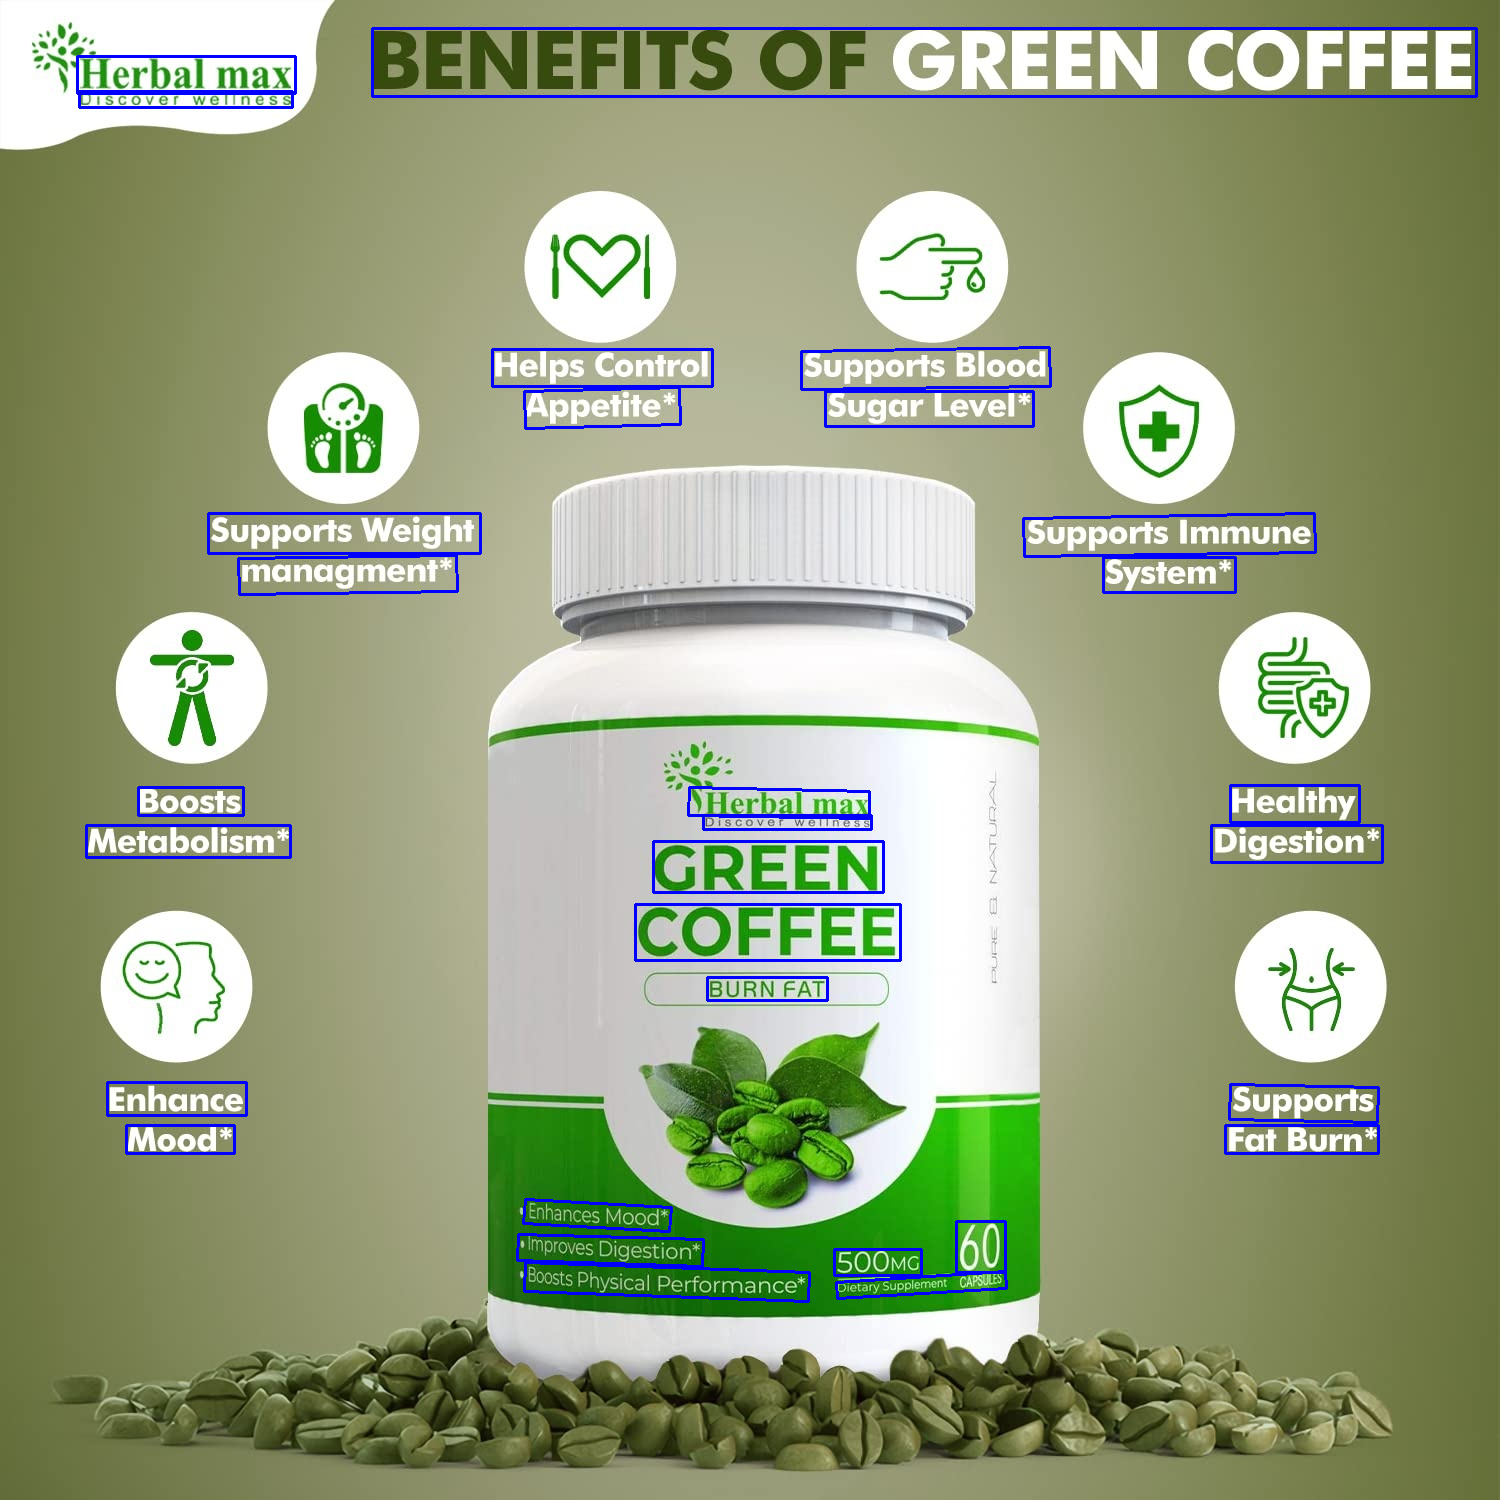 Herbal max
Discover wellness
BENEFITS OF GREEN COFFEE
Helps Control
Appetite*
Supports Blood
Sugar Level*
Supports Weight
managment*
Supports Immune
System*
Boosts
Metabolism*
Healthy
Digestion*
Enhance
Mood*
Supports
Fat Burn*
Herbal max
Discover wellness
GREEN
COFFEE
BURN FAT
PURE & NATURAL
• Enhances Mood*
• Improves Digestion*
• Boosts Physical Performance*
500MG
Dietary Supplement
60
CAPSULES